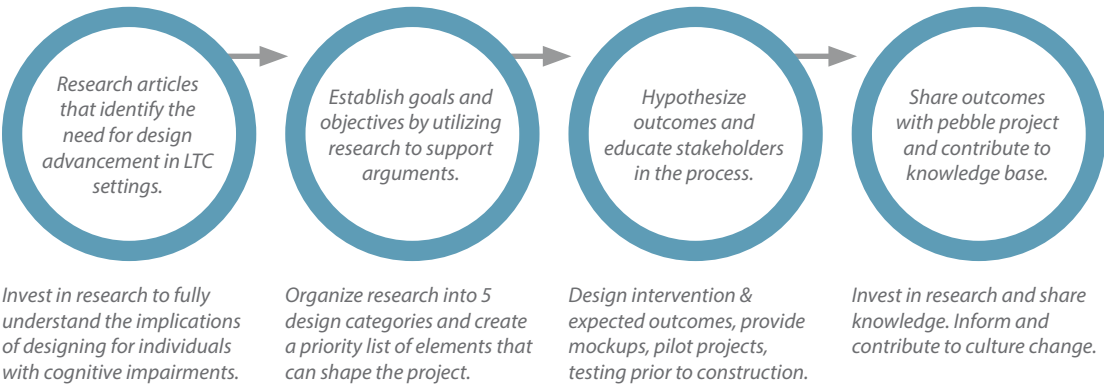 Research articles
that identify the
need for design
advancement in LTC
settings.
Establish goals and
objectives by utilizing
research to support
arguments.
Hypothesize
outcomes and
educate stakeholders
in the process.
Share outcomes
with pebble project
and contribute to
knowledge base.
Invest in research to fully
understand the implications
of designing for individuals
with cognitive impairments.
Organize research into 5
design categories and create
a priority list of elements that
can shape the project.
Design intervention &
expected outcomes, provide
mockups, pilot projects,
testing prior to construction.
Invest in research and share
knowledge. Inform and
contribute to culture change.